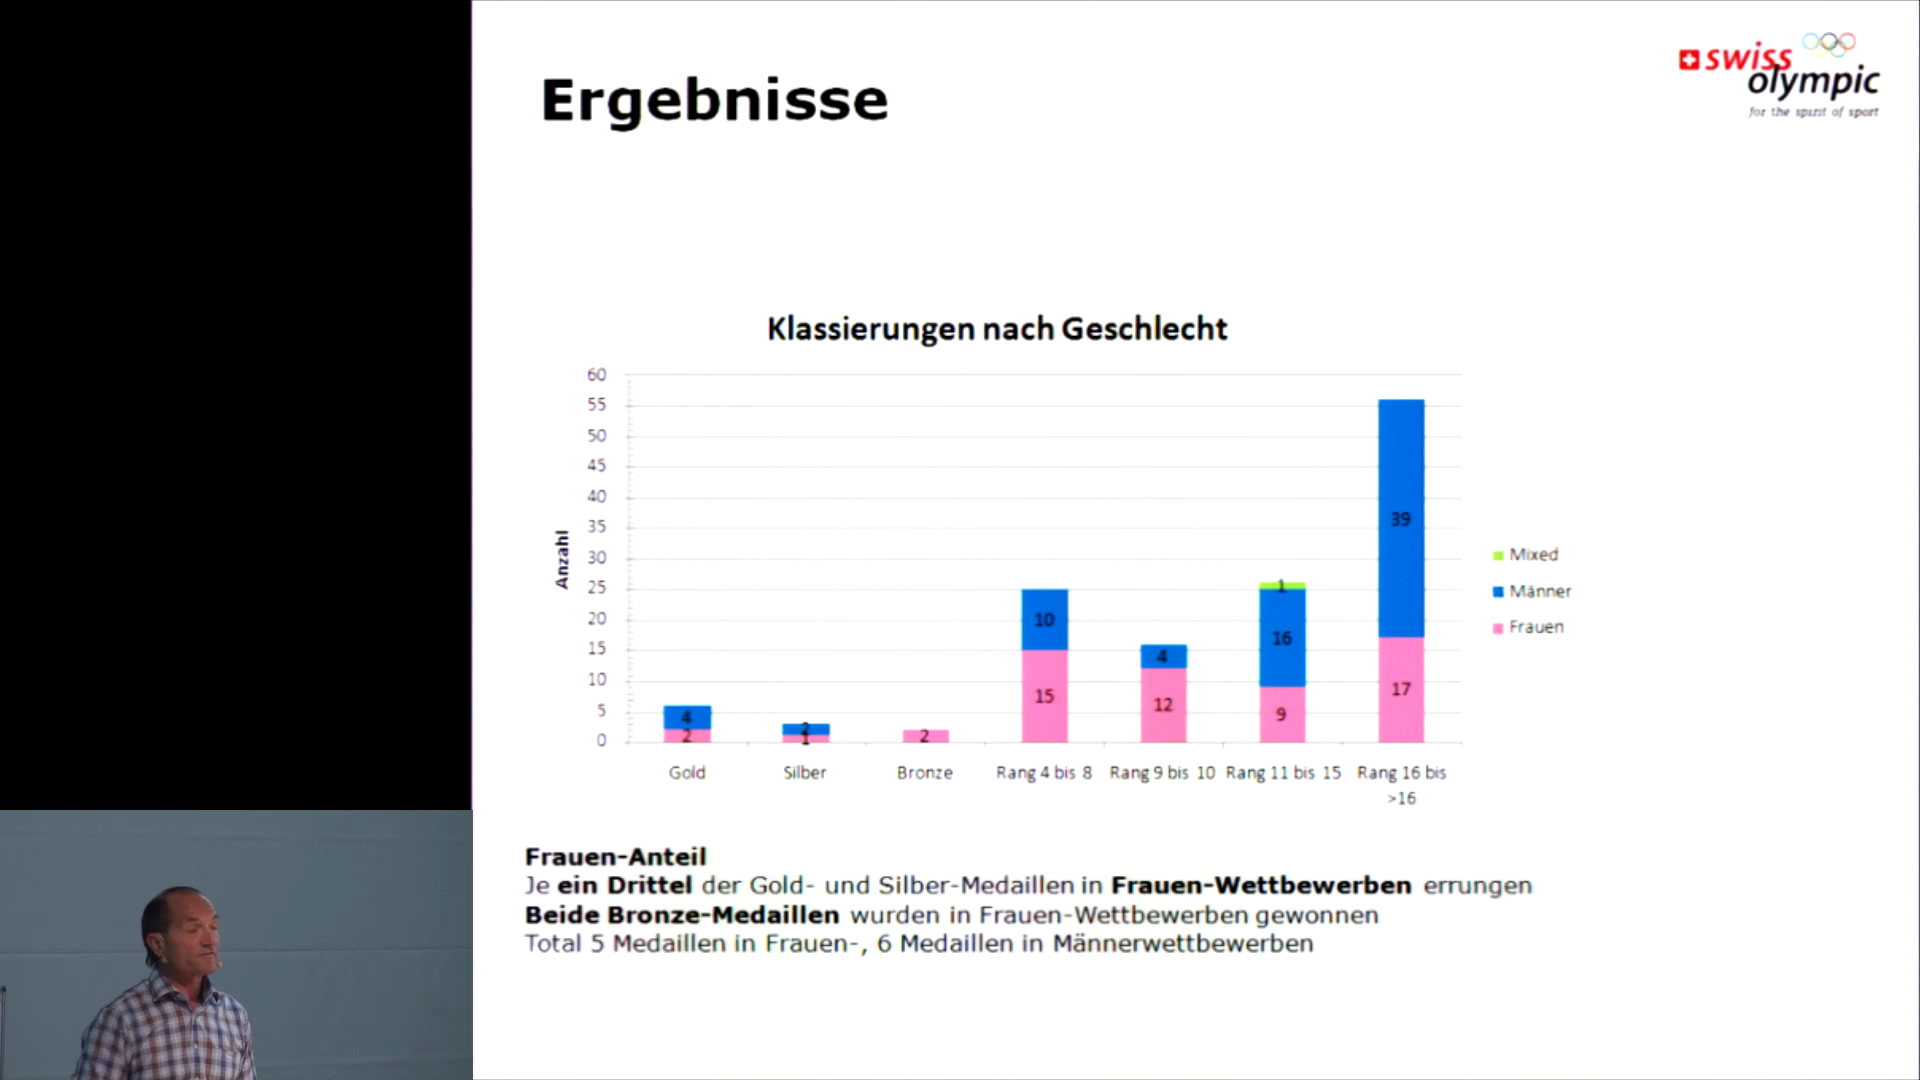 Ergebnisse
swiss
olympic
for the spirit of sport
Klassierungen nach Geschlecht
Anzahl
60
55
50
45
40
35
30
25
20
15
10
5
0
4
2
2
1
2
10
15
4
12
1
16
9
39
17
Gold
Silber
Bronze
Rang 4 bis 8
Rang 9 bis 10
Rang 11 bis 15
Rang 16 bis
>16
Mixed
Männer
Frauen
Frauen-Anteil
Je ein Drittel der Gold- und Silber-Medaillen in Frauen-Wettbewerben errungen
Beide Bronze-Medaillen wurden in Frauen-Wettbewerben gewonnen
Total 5 Medaillen in Frauen-, 6 Medaillen in Männerwettbewerben